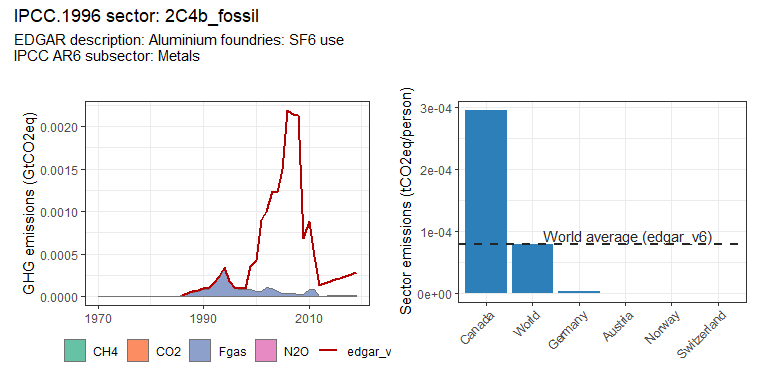 IPCC.1996 sector: 2C4b_fossil
EDGAR description: Aluminium foundries: SF6 use
IPCC AR6 subsector: Metals
GHG emissions (GtCO2eq)
0.0020
0.0015
0.0010
0.0005
0.0000
1970
1990
2010
CH4
CO2
Fgas
N2O
edgar_v
Sector emissions (tCO2eq/person)
3e-04
2e-04
1e-04
0e+00
World average (edgar_v6)
Canada
World
Germany
Austria
Norway
Switzerland